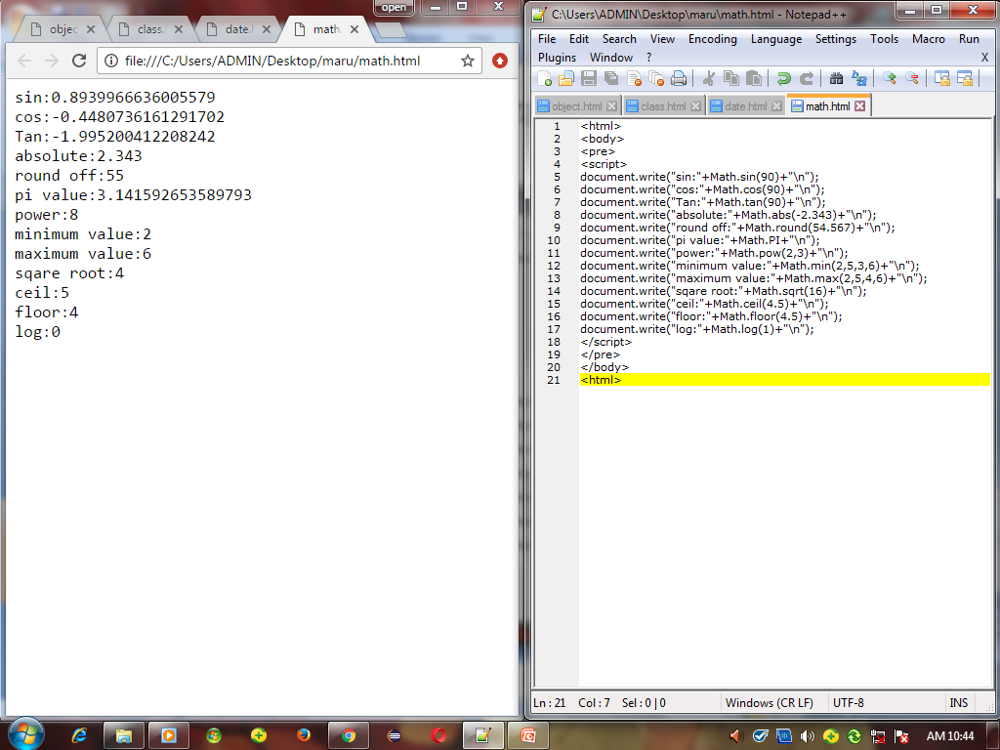 open
objec
class.
date.l
math.
file:///C:/Users/ADMIN/Desktop/maru/math.html
sin:0.8939966636005579
cos:-0.4480736161291702
Tan:-1.995200412208242
absolute:2.343
round off:55
pi value:3.141592653589793
power:8
minimum value:2
maximum value:6
sqare root:4
ceil:5
floor:4
log:0
C:\Users\ADMIN\Desktop\maru\math.html - Notepad++
File Edit Search View Encoding Language Settings Tools Macro Run
Plugins Window ? X
object.html class.html date.html math.html
1 <html>
2 <body>
3 <pre>
4 <script>
5 document.write("sin:"+Math.sin(90)+"\n");
6 document.write("cos:"+Math.cos(90)+"\n");
7 document.write("Tan:"+Math.tan(90)+"\n");
8 document.write("absolute:"+Math.abs(-2.343)+"\n");
9 document.write("round off:"+Math.round(54.567)+"\n");
10 document.write("pi value:"+Math.PI+"\n");
11 document.write("power:"+Math.pow(2,3)+"\n");
12 document.write("minimum value:"+Math.min(2,5,3,6)+"\n");
13 document.write("maximum value:"+Math.max(2,5,4,6)+"\n");
14 document.write("sqare root:"+Math.sqrt(16)+"\n");
15 document.write("ceil:"+Math.ceil(4.5)+"\n");
16 document.write("floor:"+Math.floor(4.5)+"\n");
17 document.write("log:"+Math.log(1)+"\n");
18 </script>
19 </pre>
20 </body>
21 <html>
Ln : 21 Col : 7 Sel : 0 | 0 Windows (CR LF) UTF-8 INS
AM 10:44